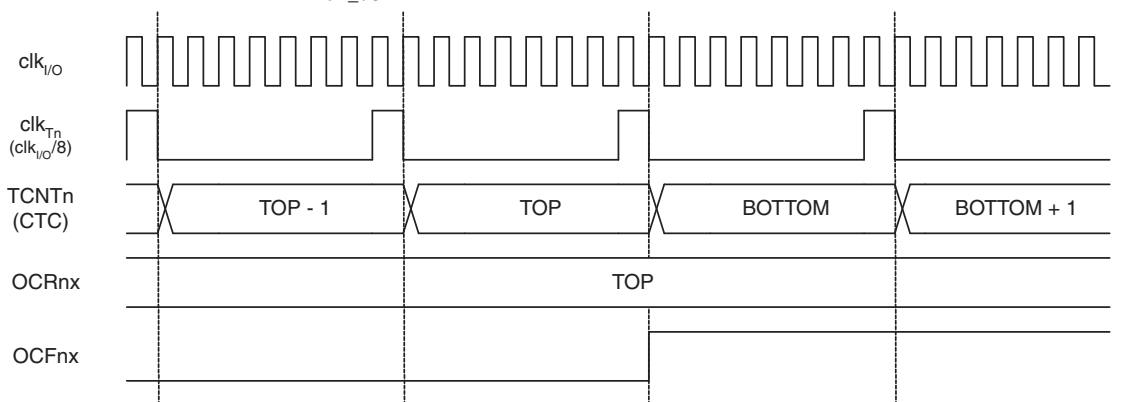 clkI/O
clkTn
(clkI/O/8)
TCNTn
(CTC)
TOP - 1
TOP
BOTTOM
BOTTOM + 1
OCRnx
TOP
OCFnx